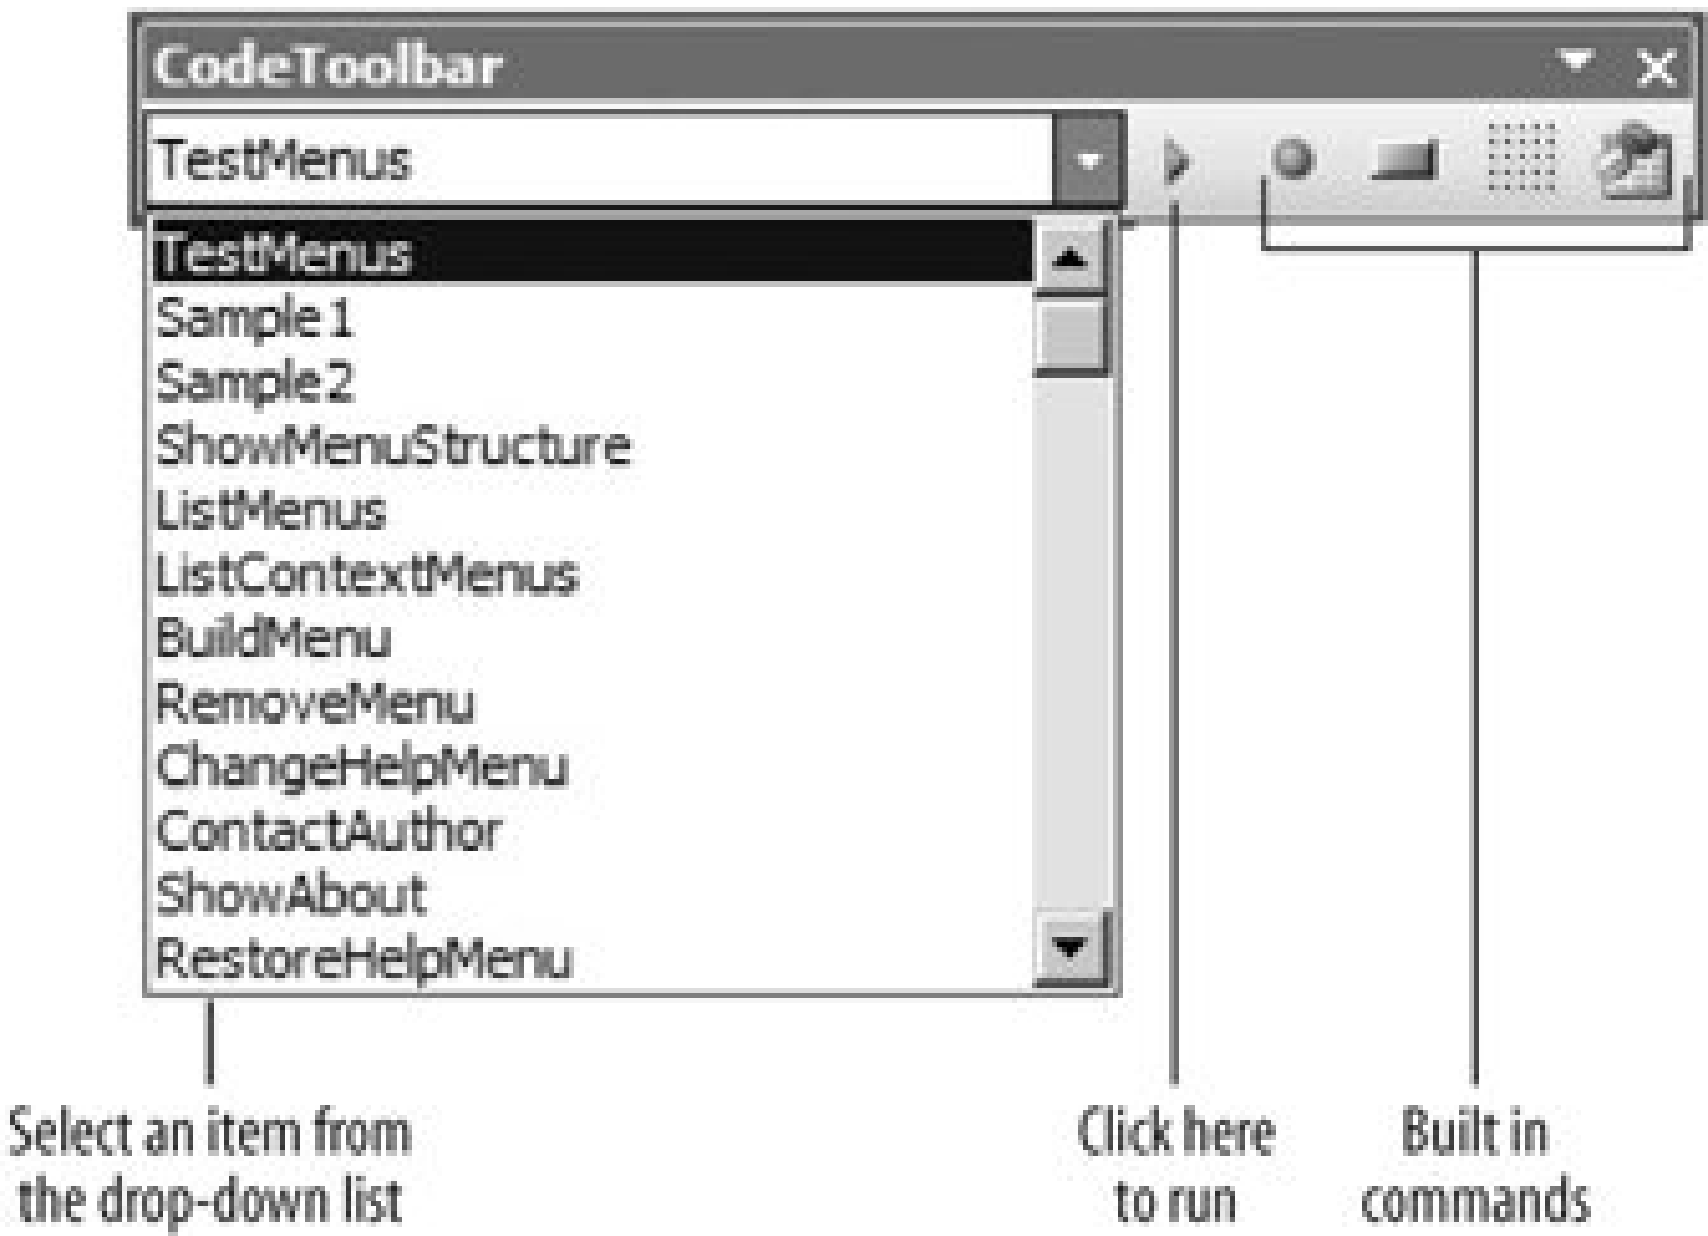 CodeToolbar
TestMenus
TestMenus
Sample1
Sample2
ShowMenuStructure
ListMenus
ListContextMenus
BuildMenu
RemoveMenu
ChangeHelpMenu
ContactAuthor
ShowAbout
RestoreHelpMenu
Select an item from
the drop-down list
Click here
to run
Built in
commands